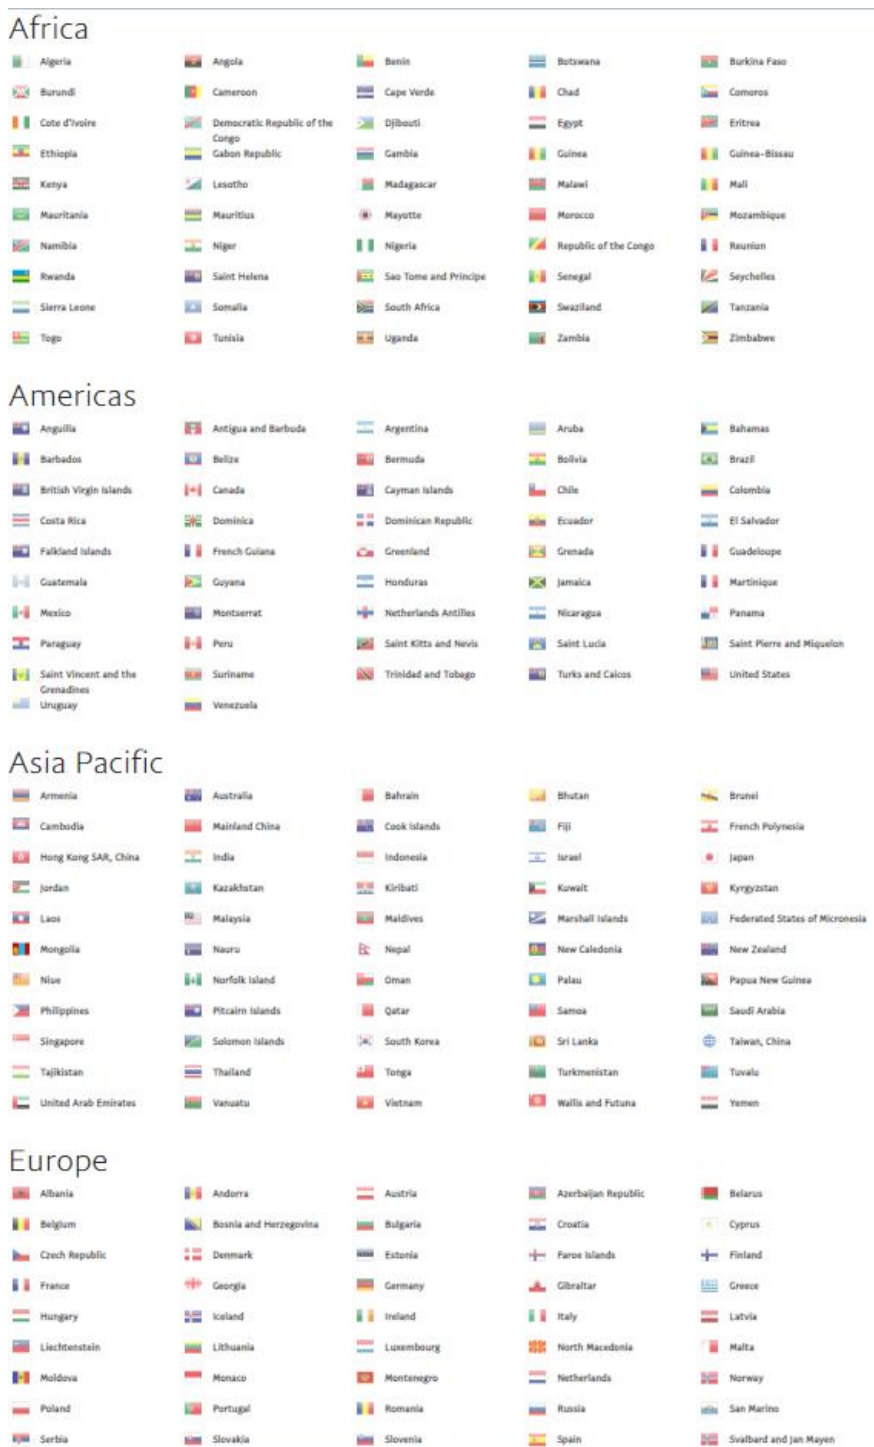 Africa
Algeria Angola Benin Botswana Burkina Faso
Burundi Cameroon Cape Verde Chad Comoros
Cote d'Ivoire Democratic Republic of the Djibouti Egypt Eritrea
Congo
Ethiopia Gabon Republic Gambia Guinea Guinea-Bissau
Kenya Lesotho Madagascar Malawi Mali
Mauritania Mauritius Mayotte Morocco Mozambique
Namibia Niger Nigeria Republic of the Congo Reunion
Rwanda Saint Helena Sao Tome and Principe Senegal Seychelles
Sierra Leone Somalia South Africa Swaziland Tanzania
Togo Tunisia Uganda Zambia Zimbabwe
Americas
Anguilla Antigua and Barbuda Argentina Aruba Bahamas
Barbados Belize Bermuda Bolivia Brazil
British Virgin Islands Canada Cayman Islands Chile Colombia
Costa Rica Dominica Dominican Republic Ecuador El Salvador
Falkland Islands French Guiana Greenland Grenada Guadeloupe
Guatemala Guyana Honduras Jamaica Martinique
Mexico Montserrat Netherlands Antilles Nicaragua Panama
Paraguay Peru Saint Kitts and Nevis Saint Lucia Saint Pierre and Miquelon
Saint Vincent and the Suriname Trinidad and Tobago Turks and Caicos United States
Grenadines
Uruguay Venezuela
Asia Pacific
Armenia Australia Bahrain Bhutan Brunei
Cambodia Mainland China Cook Islands Fiji French Polynesia
Hong Kong SAR, China India Indonesia Israel Japan
Jordan Kazakhstan Kiribati Kuwait Kyrgyzstan
Laos Malaysia Maldives Marshall Islands Federated States of Micronesia
Mongolia Nauru Nepal New Caledonia New Zealand
Niue Norfolk Island Oman Palau Papua New Guinea
Philippines Pitcairn Islands Qatar Samoa Saudi Arabia
Singapore Solomon Islands South Korea Sri Lanka Taiwan, China
Tajikistan Thailand Tonga Turkmenistan Tuvalu
United Arab Emirates Vanuatu Vietnam Wallis and Futuna Yemen
Europe
Albania Andorra Austria Azerbaijan Republic Belarus
Belgium Bosnia and Herzegovina Bulgaria Croatia Cyprus
Czech Republic Denmark Estonia Faroe Islands Finland
France Georgia Germany Gibraltar Greece
Hungary Iceland Ireland Italy Latvia
Liechtenstein Lithuania Luxembourg North Macedonia Malta
Moldova Monaco Montenegro Netherlands Norway
Poland Portugal Romania Russia San Marino
Serbia Slovakia Slovenia Spain Svalbard and Jan Mayen